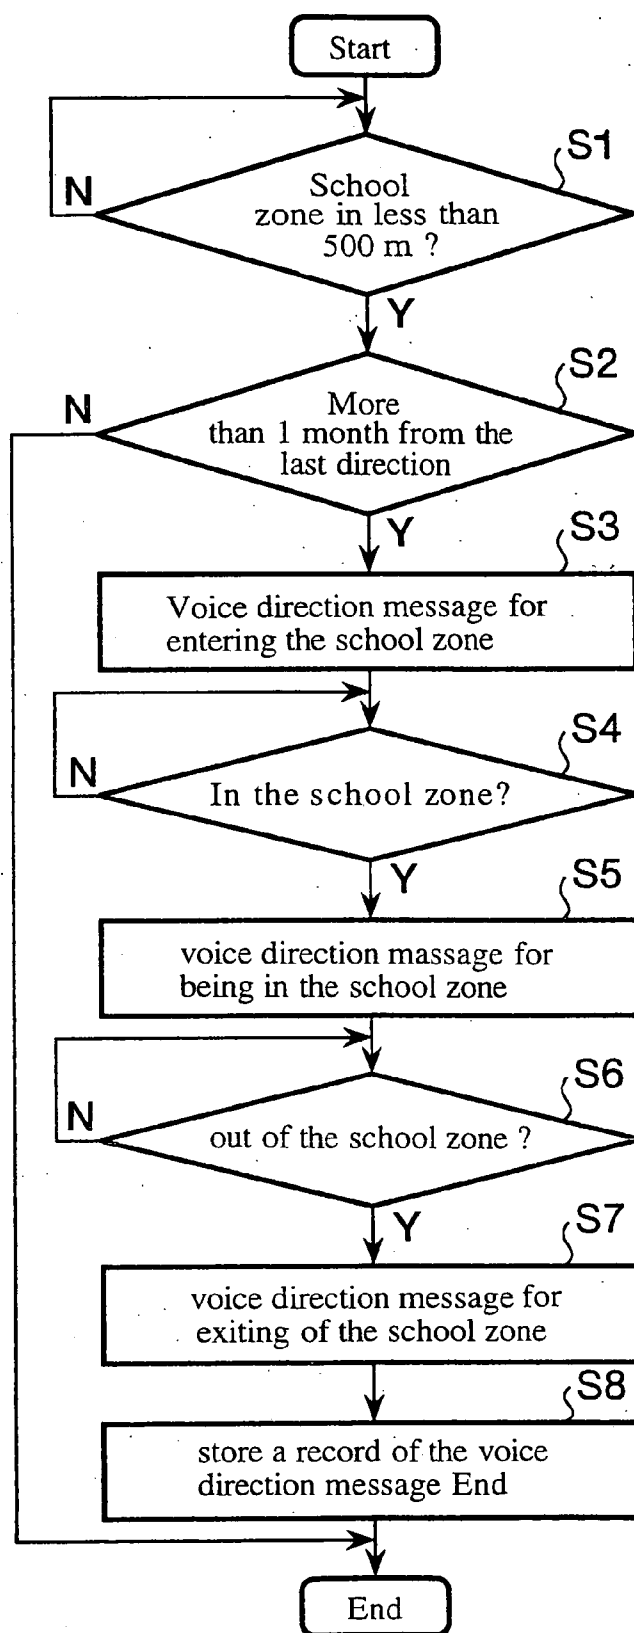 Start
S1
N
School
zone in less than
500 m ?
Y
S2
N
More
than 1 month from the
last direction
Y
S3
Voice direction message for
entering the school zone
S4
N
In the school zone?
Y
S5
voice direction massage for
being in the school zone
S6
N
out of the school zone ?
Y
S7
voice direction message for
exiting of the school zone
S8
store a record of the voice
direction message End
End